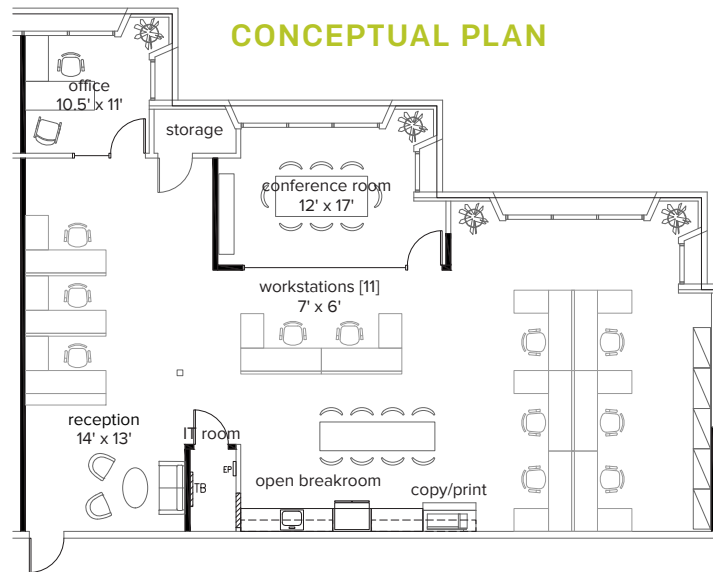 CONCEPTUAL PLAN
office
10.5' x 11'
storage
conference room
12' x 17'
workstations [11]
7' x 6'
reception
14' x 13'
IT room
EP
TB
open breakroom
copy/print